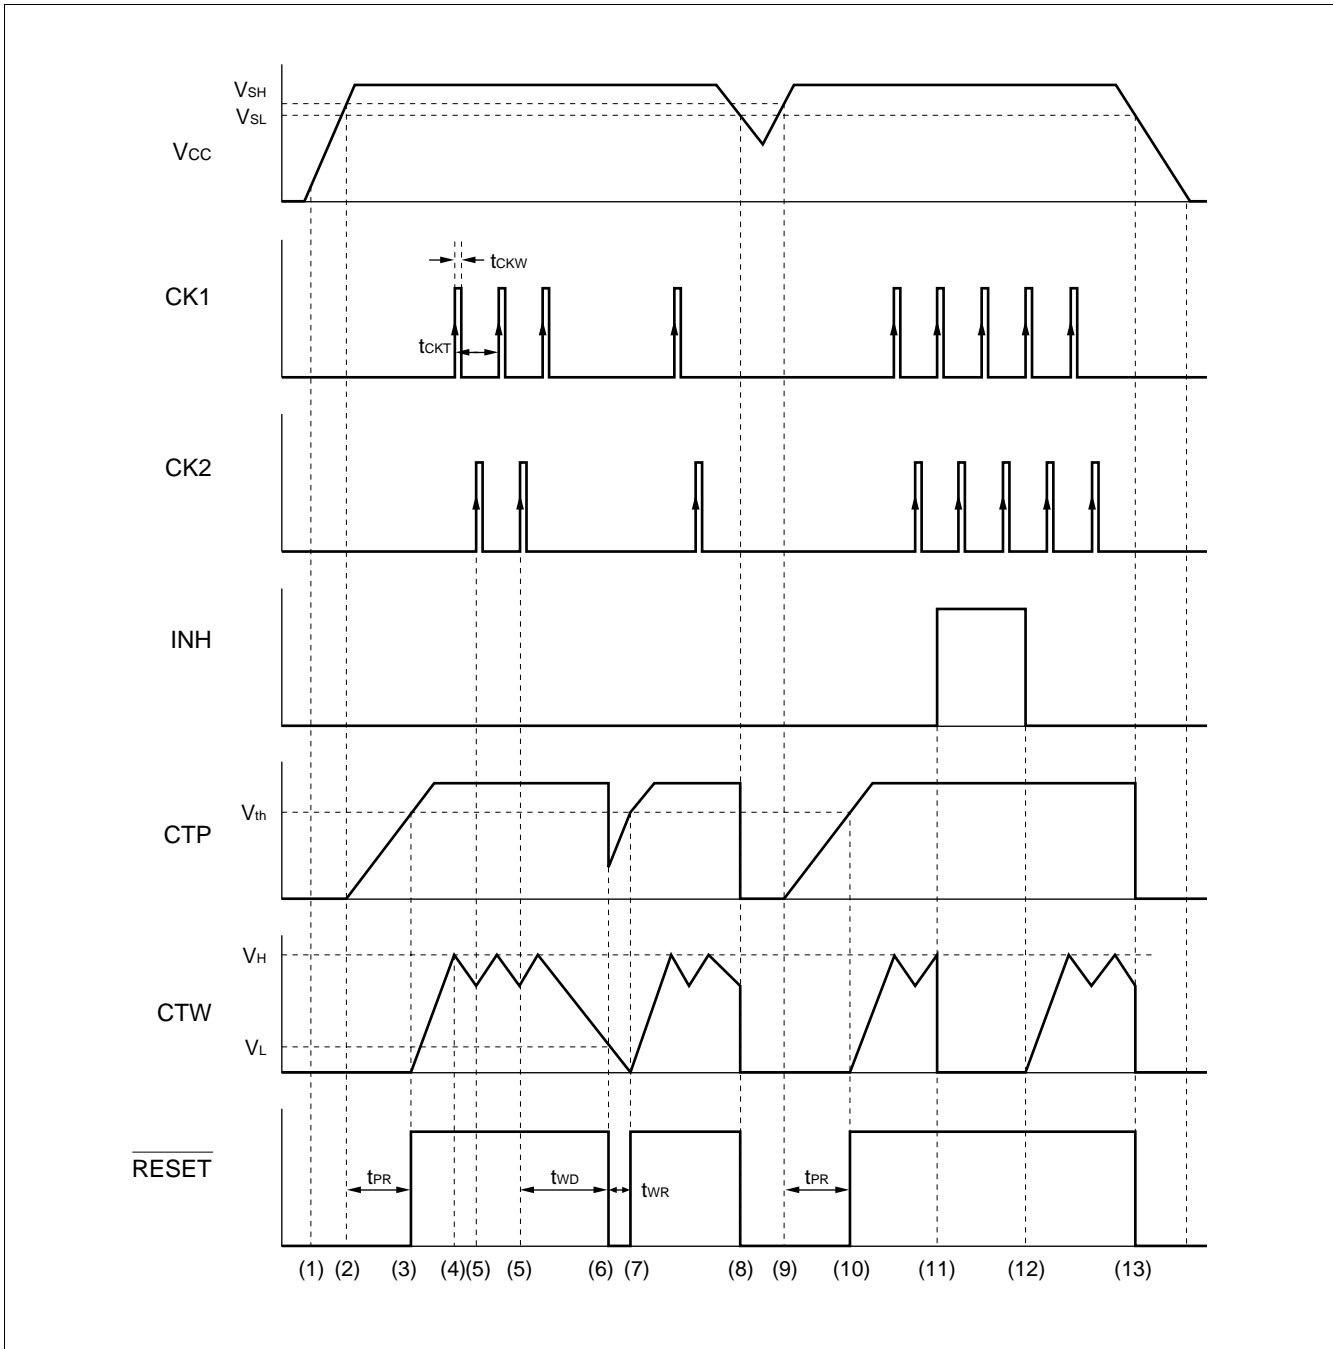 VSH
VSL
VCC
tCKW
CK1
tCKT
CK2
INH
Vth
CTP
VH
CTW
VL
RESET
tPR
tWD
tWR
tPR
(1) (2) (3) (4)(5) (5) (6) (7) (8) (9) (10) (11) (12) (13)